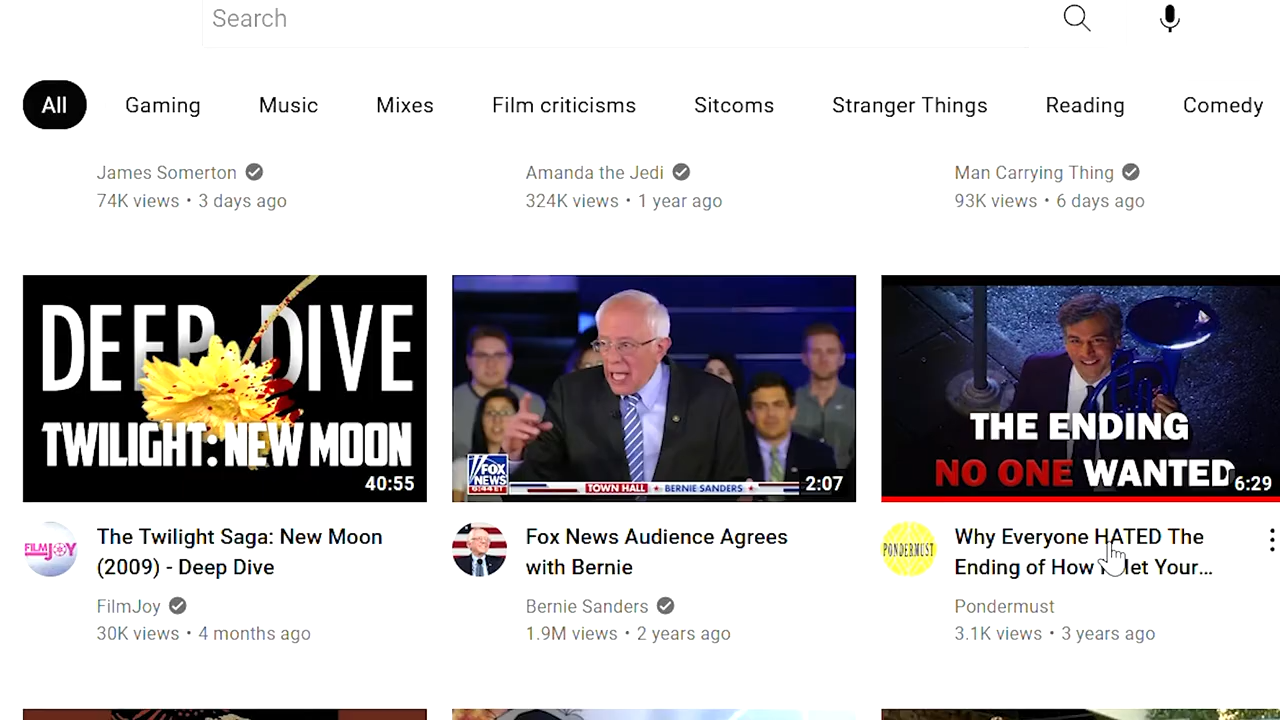 Search
All Gaming Music Mixes Film criticisms Sitcoms Stranger Things Reading Comedy
James Somerton
74K views • 3 days ago
Amanda the Jedi
324K views • 1 year ago
Man Carrying Thing
93K views • 6 days ago
DEEP DIVE
TWILIGHT: NEW MOON
40:55
FILMJOY
The Twilight Saga: New Moon
(2009) - Deep Dive
FilmJoy
30K views • 4 months ago
FOX
NEWS
TOWN HALL ★ BERNIE SANDERS
2:07
Fox News Audience Agrees
with Bernie
Bernie Sanders
1.9M views • 2 years ago
THE ENDING
NO ONE WANTED
6:29
PONDERMUST
Why Everyone HATED The
Ending of How I Met Your...
Pondermust
3.1K views • 3 years ago